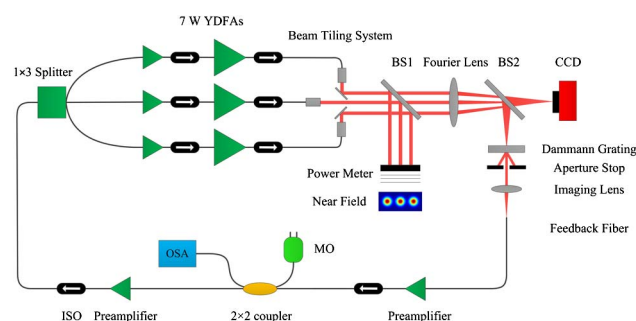 7 W YDFAs
Beam Tiling System
BS1
Fourier Lens
BS2
CCD
1×3 Splitter
Dammann Grating
Aperture Stop
Power Meter
Imaging Lens
Near Field
Feedback Fiber
OSA
MO
ISO
Preamplifier
2×2 coupler
Preamplifier